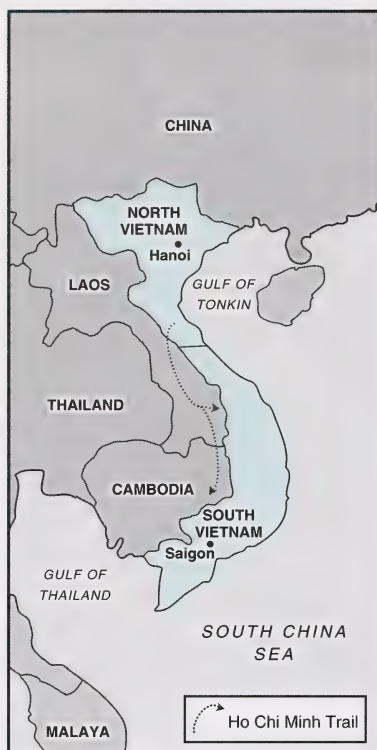 CHINA
NORTH
VIETNAM
Hanoi
LAOS
GULF OF
TONKIN
THAILAND
CAMBODIA
SOUTH
VIETNAM
Saigon
GULF OF
THAILAND
SOUTH CHINA
SEA
Ho Chi Minh Trail
MALAYA